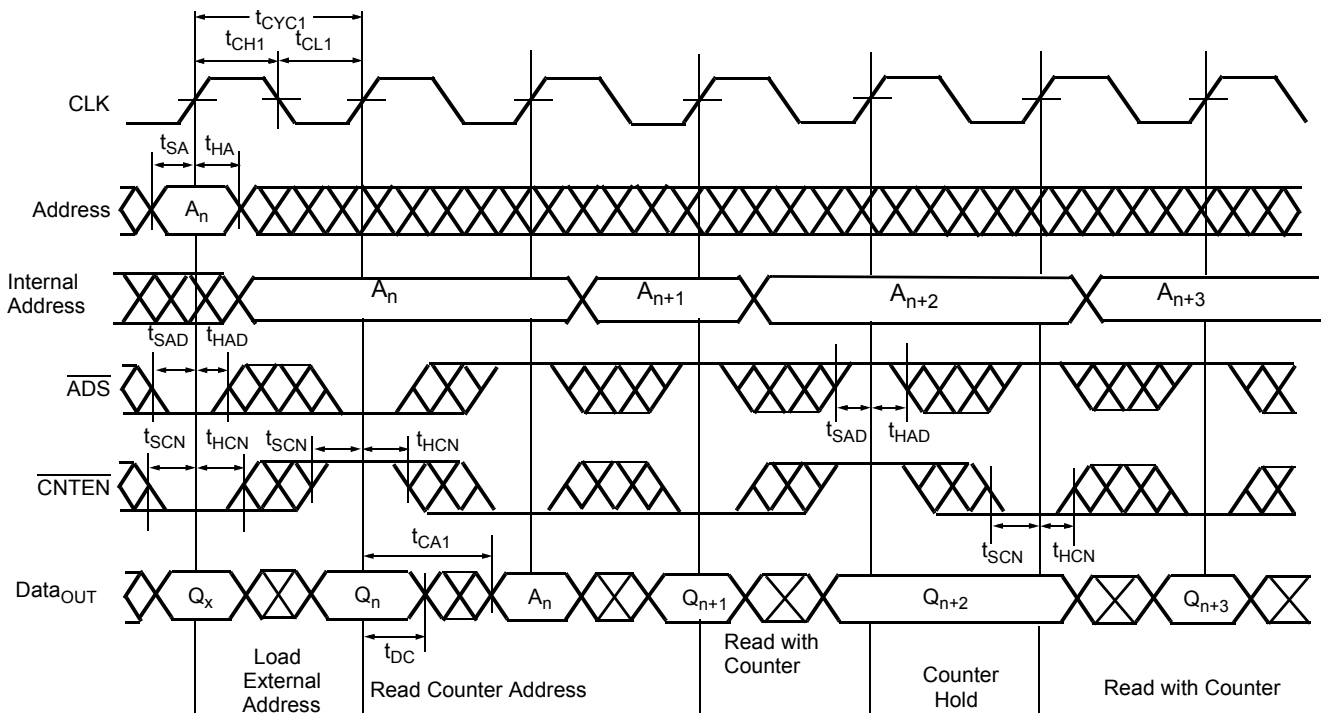 tCYC1
tCH1 tCL1
CLK
tSA tHA
Address An
Internal Address An An+1 An+2 An+3
tSAD tHAD
ADS
tSAD tHAD
tSCN tHCN tSCN tHCN
CNTEN
tSCN tHCN
tCA1
DataOUT Qx Qn An Qn+1 Qn+2 Qn+3
tDC
Load External Address
Read Counter Address
Read with Counter
Counter Hold
Read with Counter